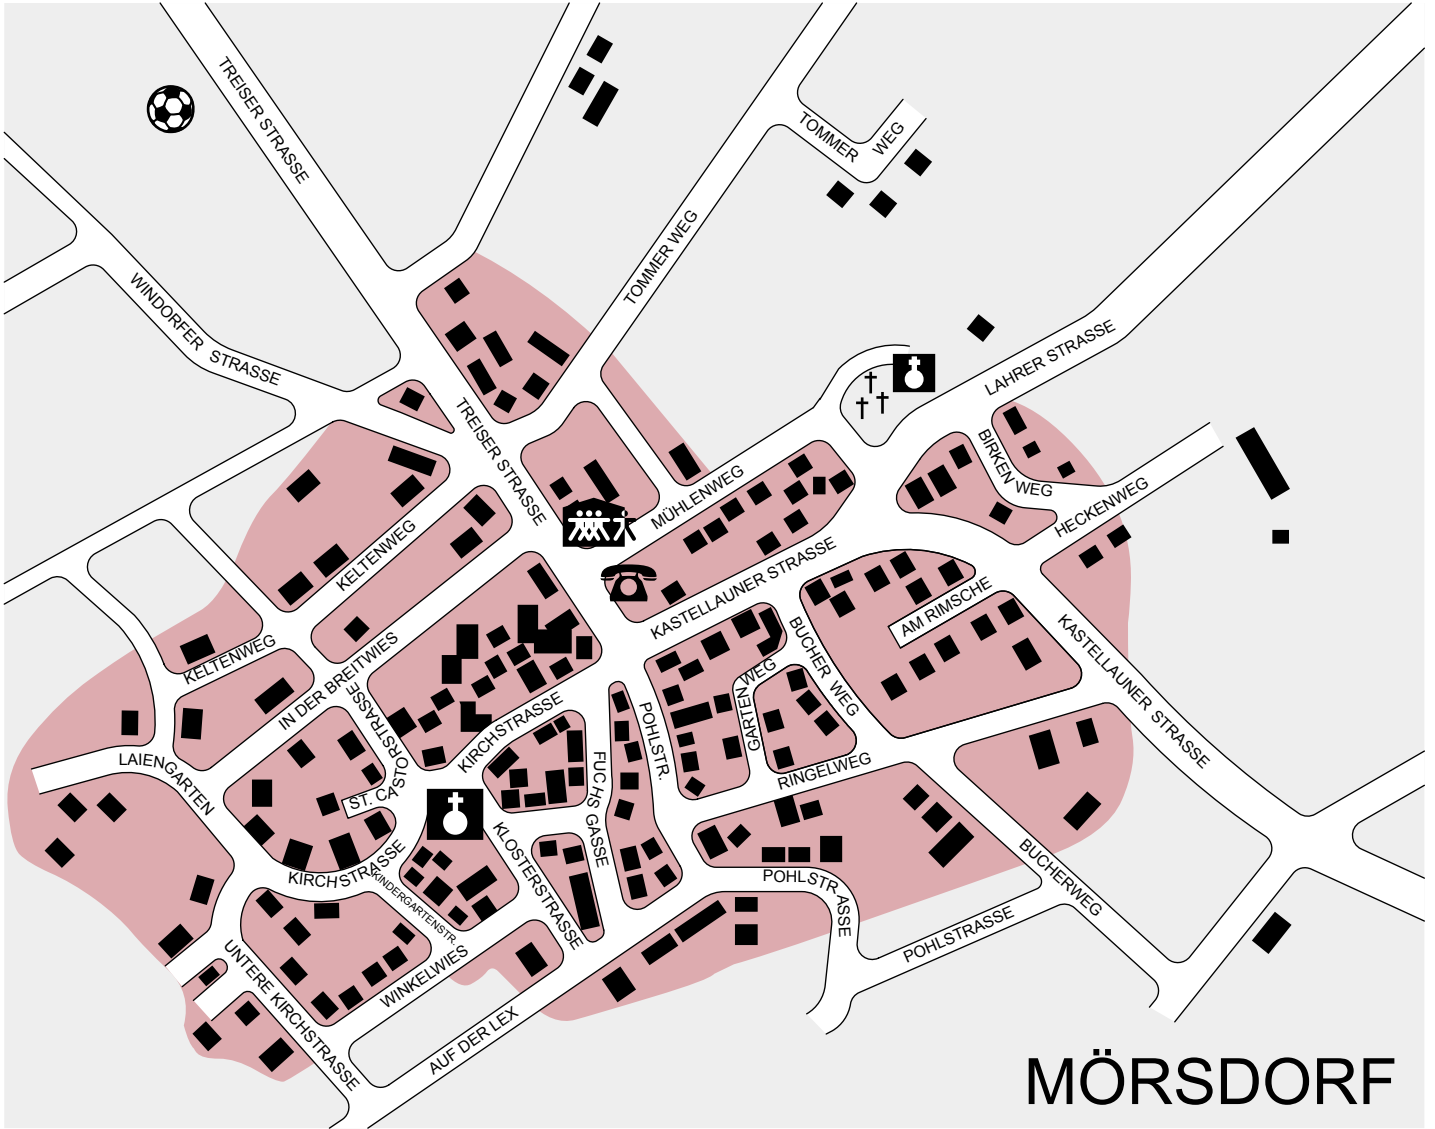 TREISER STRASSE
TOMMER
WEG
TOMMER WEG
WINDORFER STRASSE
LAHRER STRASSE
TREISER STRASSE
BIRKEN WEG
MÜHLENWEG
HECKENWEG
KELTENWEG
KASTELLAUNER STRASSE
AM RIMSCHE
KELTENWEG
IN DER BREITWIES
BUCHER WEG
KASTELLAUNER STRASSE
GARTENWEG
ST. CASTORSTRASSE
KIRCHSTRASSE
POHLSTR.
LAIENGARTEN
FUCHSGASSE
RINGELWEG
KLOSTERSTRASSE
KIRCHSTRASSE
KINDERGARTENSTR.
POHLSTRASSE
BUCHERWEG
POHLSTRASSE
UNTERE KIRCHSTRASSE
WINKELWIES
AUF DER LEX
MÖRSDORF